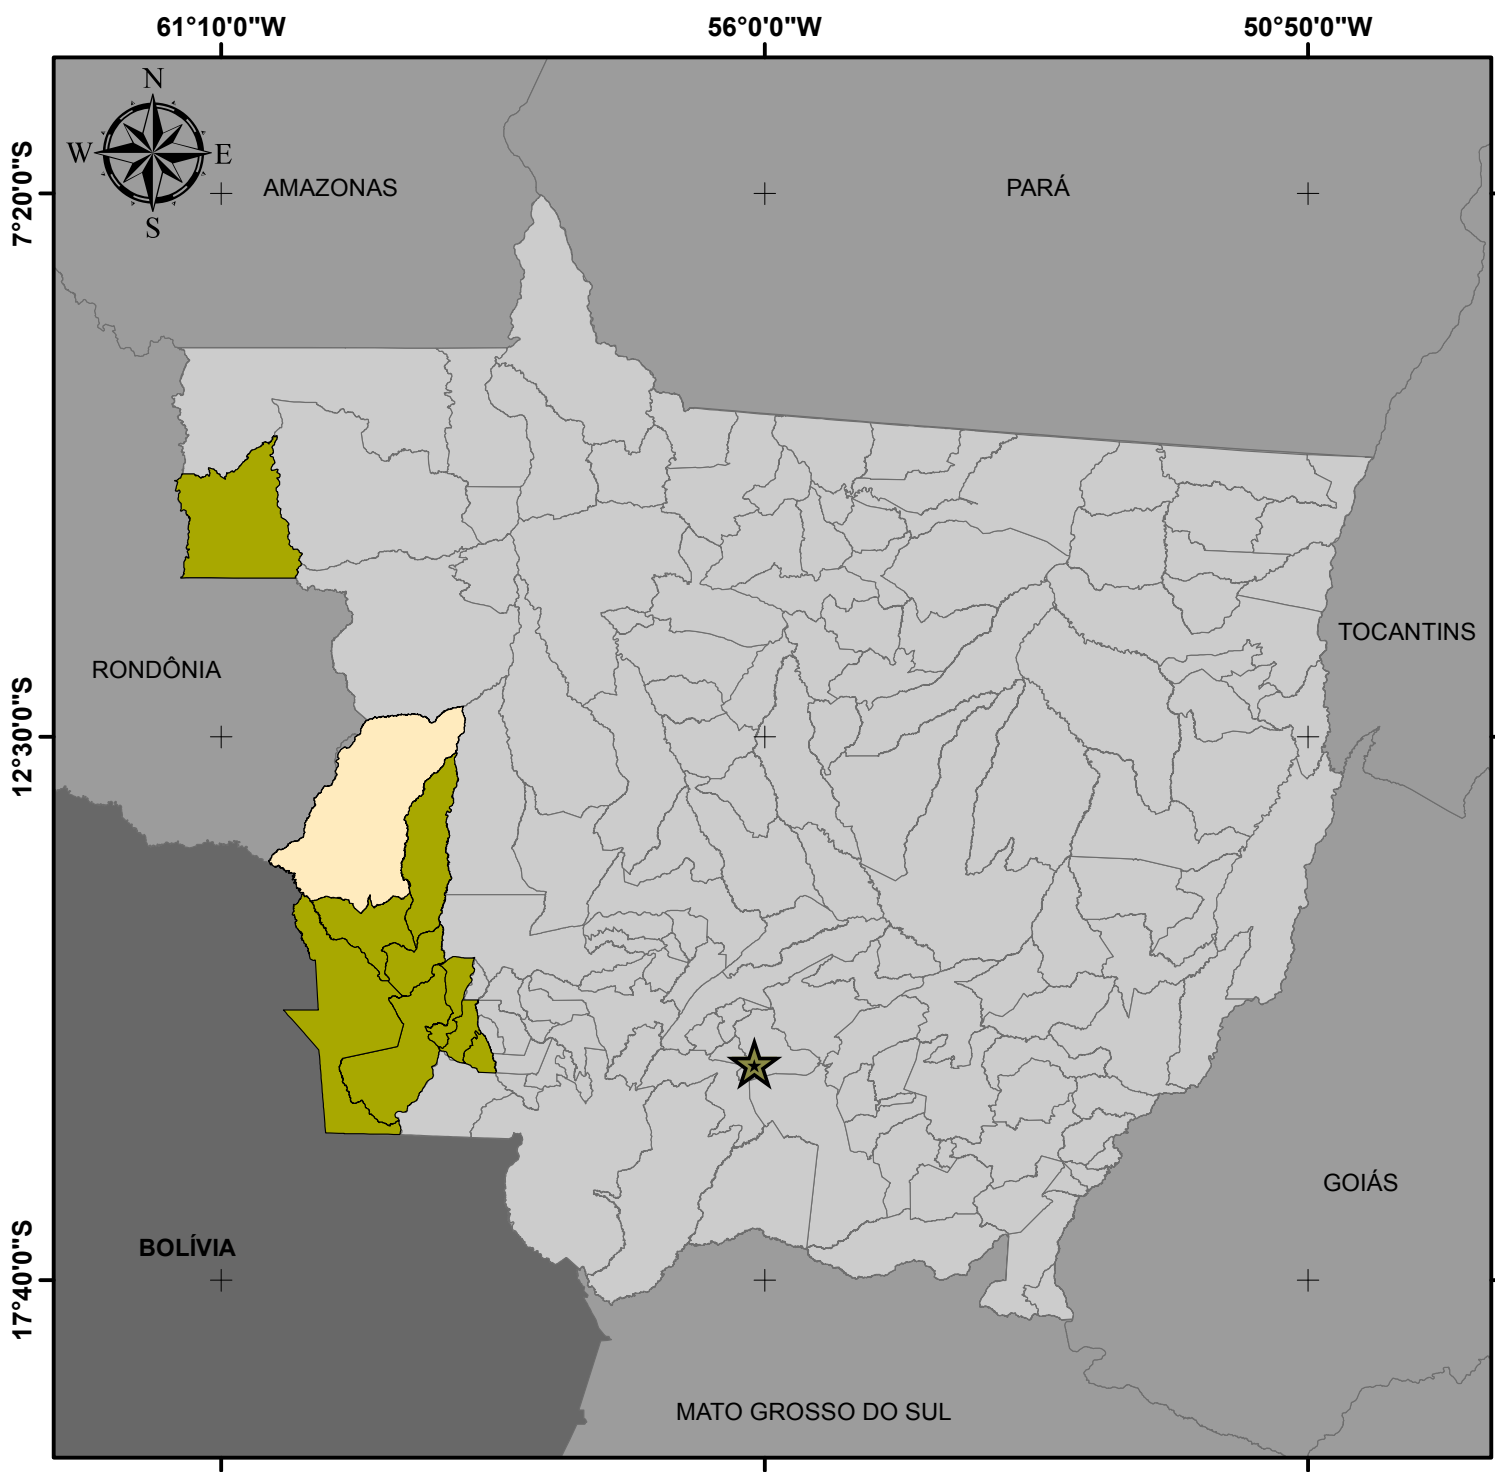 61°10'0"W 56°0'0"W 50°50'0"W
N
W E
S
7°20'0"S
AMAZONAS PARÁ
TOCANTINS
RONDÔNIA
12°30'0"S
GOIÁS
BOLÍVIA
17°40'0"S
MATO GROSSO DO SUL